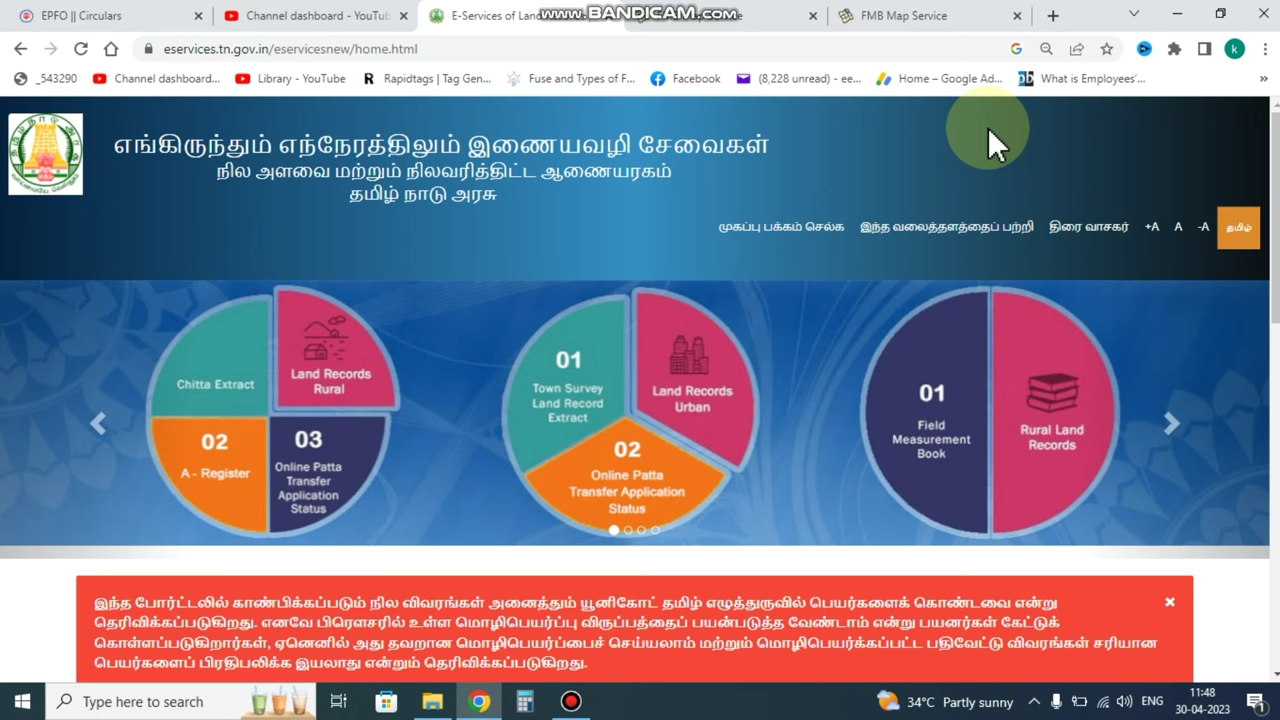 EPFO || Circulars
Channel dashboard - YouTu
E-Services of Lan
www.BANDICAM.com
FMB Map Service
eservices.tn.gov.in/eservicesnew/home.html
_543290
Channel dashboard...
Library - YouTube
Rapidtags | Tag Gen...
Fuse and Types of F...
Facebook
(8,228 unread) - ee...
Home – Google Ad...
What is Employees'...
எங்கிருந்தும் எந்நேரத்திலும் இணையவழி சேவைகள்
நில அளவை மற்றும் நிலவரித்திட்ட ஆணையரகம்
தமிழ் நாடு அரசு
முகப்பு பக்கம் செல்க இந்த வலைத்தளத்தைப் பற்றி திரை வாசகர் +A A -A தமிழ்
Chitta Extract
Land Records
Rural
02
A - Register
03
Online Patta
Transfer
Application
Status
01
Town Survey
Land Record
Extract
Land Records
Urban
02
Online Patta
Transfer Application
Status
01
Field
Measurement
Book
Rural Land
Records
இந்த போர்ட்டலில் காண்பிக்கப்படும் நில விவரங்கள் அனைத்தும் யூனிகோட் தமிழ் எழுத்துருவில் பெயர்களைக் கொண்டவை என்று
தெரிவிக்கப்படுகிறது. எனவே பிரௌசரில் உள்ள மொழிபெயர்ப்பு விருப்பத்தைப் பயன்படுத்த வேண்டாம் என்று பயனர்கள் கேட்டுக்
கொள்ளப்படுகிறார்கள், ஏனெனில் அது தவறான மொழிபெயர்ப்பைச் செய்யலாம் மற்றும் மொழிபெயர்க்கப்பட்ட பதிவேட்டு விவரங்கள் சரியான
பெயர்களைப் பிரதிபலிக்க இயலாது என்றும் தெரிவிக்கப்படுகிறது.
Type here to search
34°C Partly sunny
ENG
11:48
30-04-2023